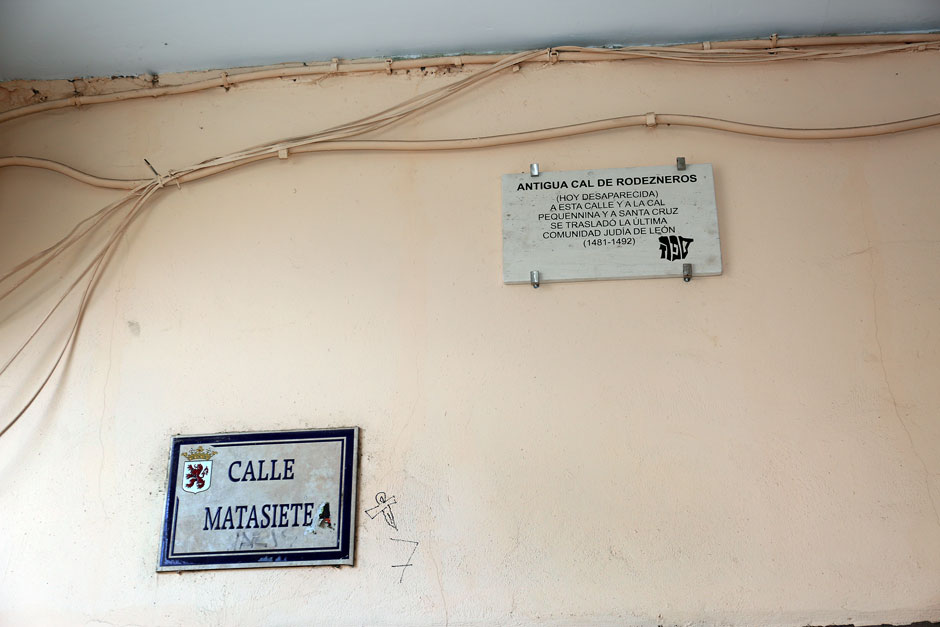 ANTIGUA CAL DE RODEZNEROS
(HOY DESAPARECIDA)
A ESTA CALLE Y A LA CAL
PEQUENNINA Y A SANTA CRUZ
SE TRASLADÓ LA ÚLTIMA
COMUNIDAD JUDÍA DE LEÓN
(1481-1492)
CALLE
MATASIETE
7